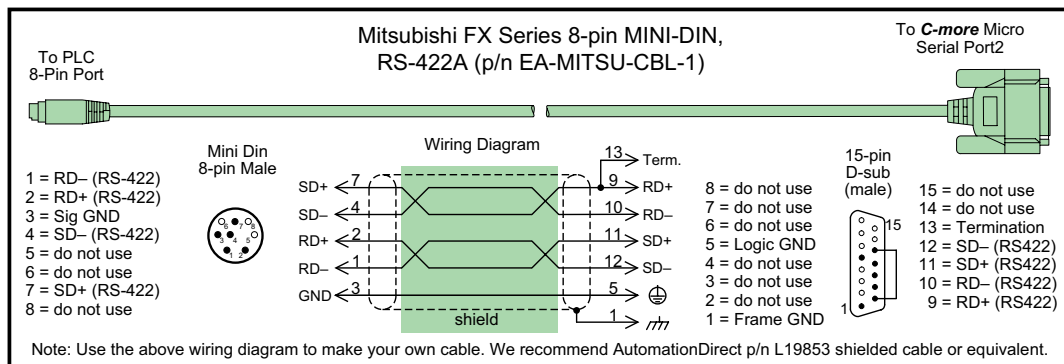 Mitsubishi FX Series 8-pin MINI-DIN,
RS-422A (p/n EA-MITSU-CBL-1)
To PLC
8-Pin Port
To C-more Micro
Serial Port2
1 = RD– (RS-422)
2 = RD+ (RS-422)
3 = Sig GND
4 = SD– (RS-422)
5 = do not use
6 = do not use
7 = SD+ (RS-422)
8 = do not use
Mini Din
8-pin Male
6 7 8
3 4 5
1 2
Wiring Diagram
13 Term.
SD+ 7 9 RD+
SD– 4 10 RD–
RD+ 2 11 SD+
RD– 1 12 SD–
GND 3 5
1
shield
8 = do not use
7 = do not use
6 = do not use
5 = Logic GND
4 = do not use
3 = do not use
2 = do not use
1 = Frame GND
15-pin
D-sub
(male)
15
1
15 = do not use
14 = do not use
13 = Termination
12 = SD– (RS422)
11 = SD+ (RS422)
10 = RD– (RS422)
9 = RD+ (RS422)
Note: Use the above wiring diagram to make your own cable. We recommend AutomationDirect p/n L19853 shielded cable or equivalent.